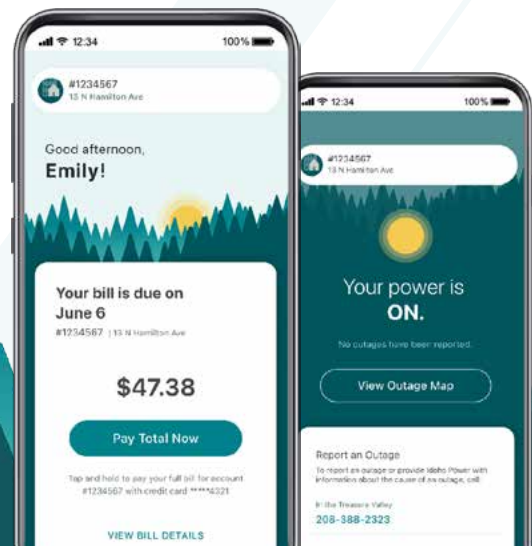 12:34
100%
#1234567
13 N Hamilton Ave
Good afternoon,
Emily!
Your bill is due on
June 6
#1234567 | 13 N Hamilton Ave
$47.38
Pay Total Now
Tap and hold to pay your full bill for account
#1234567 with credit card *****4321
VIEW BILL DETAILS
12:34
100%
#1234567
13 N Hamilton Ave
Your power is
ON.
No outages have been reported.
View Outage Map
Report an Outage
To report an outage or provide Idaho Power with
information about the cause of an outage, call:
In the Treasure Valley
208-388-2323